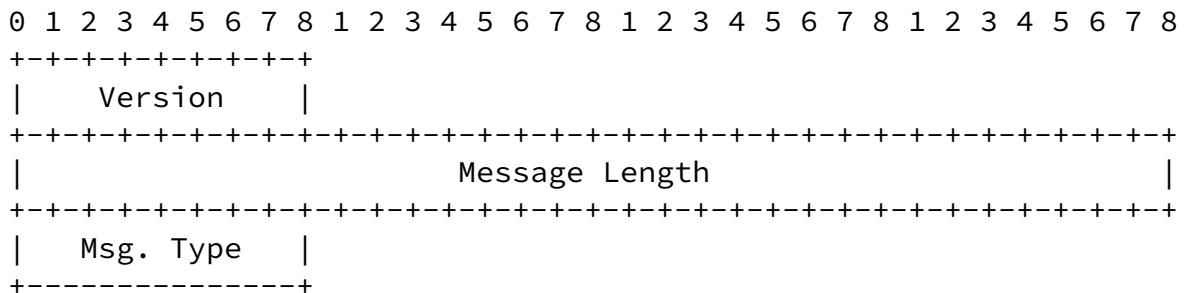 0 1 2 3 4 5 6 7 8 1 2 3 4 5 6 7 8 1 2 3 4 5 6 7 8 1 2 3 4 5 6 7 8
+-+-+-+-+-+-+-+-+
|    Version    |
+-+-+-+-+-+-+-+-+-+-+-+-+-+-+-+-+-+-+-+-+-+-+-+-+-+-+-+-+-+-+-+-+
|                        Message Length                         |
+-+-+-+-+-+-+-+-+-+-+-+-+-+-+-+-+-+-+-+-+-+-+-+-+-+-+-+-+-+-+-+-+
|   Msg. Type   |
+---------------+